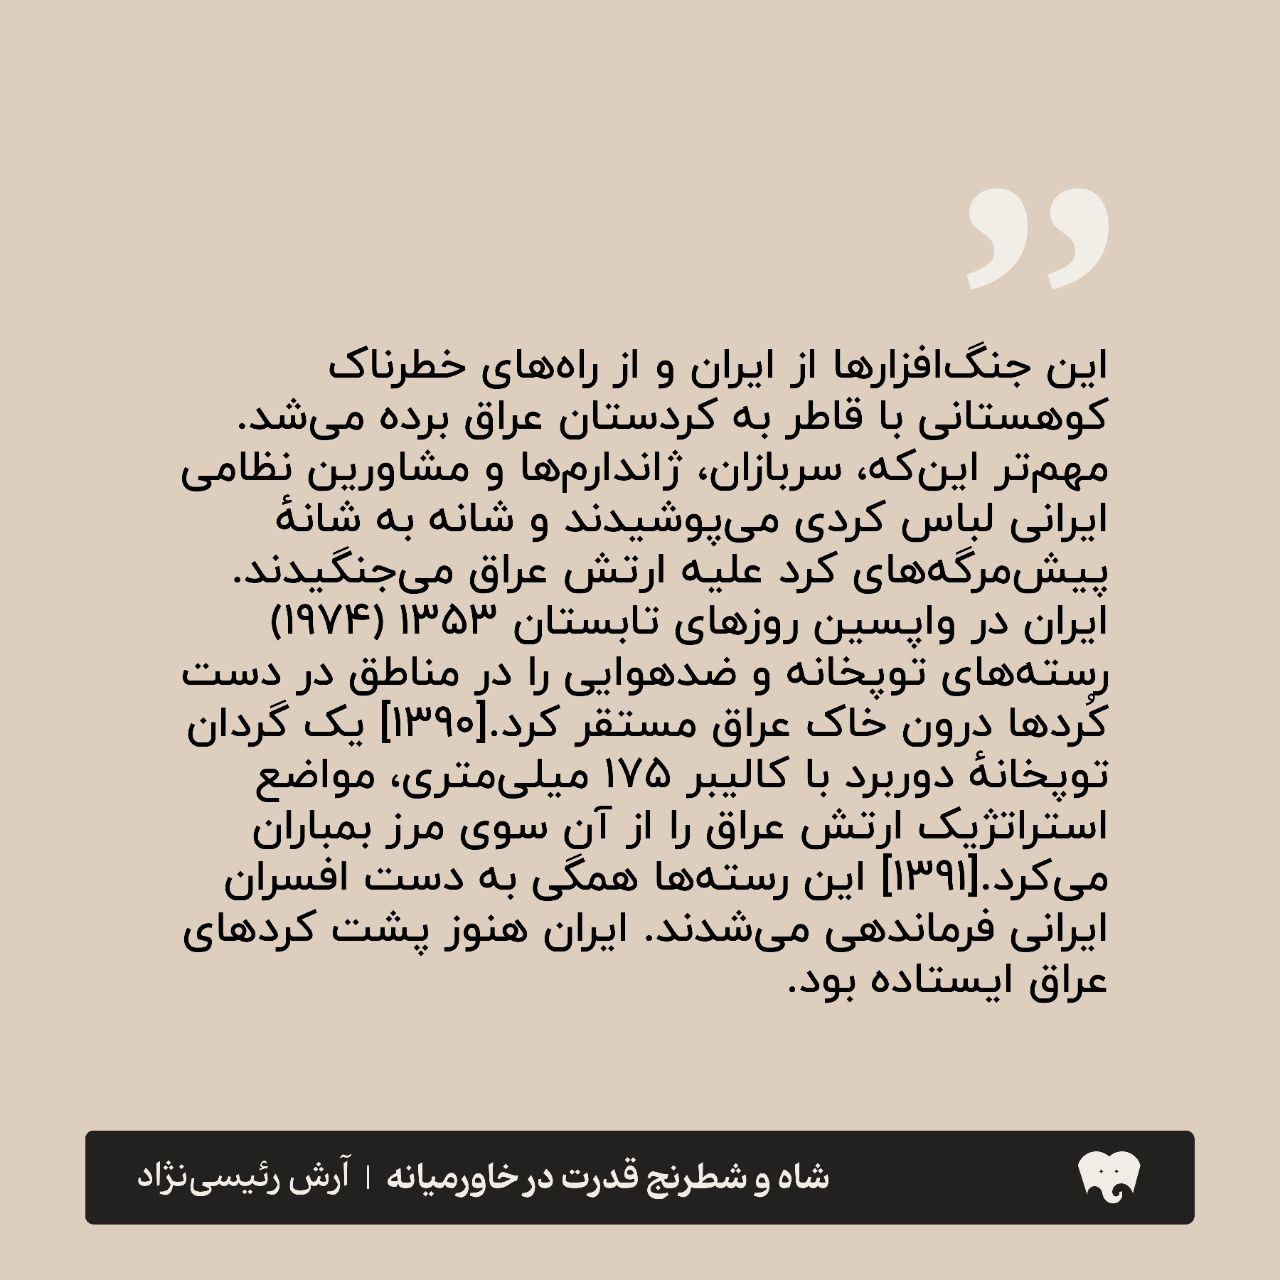 ”
این جنگ‌افزارها از ایران و از راه‌های خطرناک
کوهستانی با قاطر به کردستان عراق برده می‌شد.
مهم‌تر این‌که، سربازان، ژاندارم‌ها و مشاورین نظامی
ایرانی لباس کردی می‌پوشیدند و شانه به شانهٔ
پیش‌مرگه‌های کرد علیه ارتش عراق می‌جنگیدند.
ایران در واپسین روزهای تابستان ۱۳۵۳ (۱۹۷۴)
رسته‌های توپخانه و ضدهوایی را در مناطق در دست
کُردها درون خاک عراق مستقر کرد.[۱۳۹۰] یک گردان
توپخانهٔ دوربرد با کالیبر ۱۷۵ میلی‌متری، مواضع
استراتژیک ارتش عراق را از آن سوی مرز بمباران
می‌کرد.[۱۳۹۱] این رسته‌ها همگی به دست افسران
ایرانی فرماندهی می‌شدند. ایران هنوز پشت کردهای
عراق ایستاده بود.
شاه و شطرنج قدرت در خاورمیانه | آرش رئیسی‌نژاد